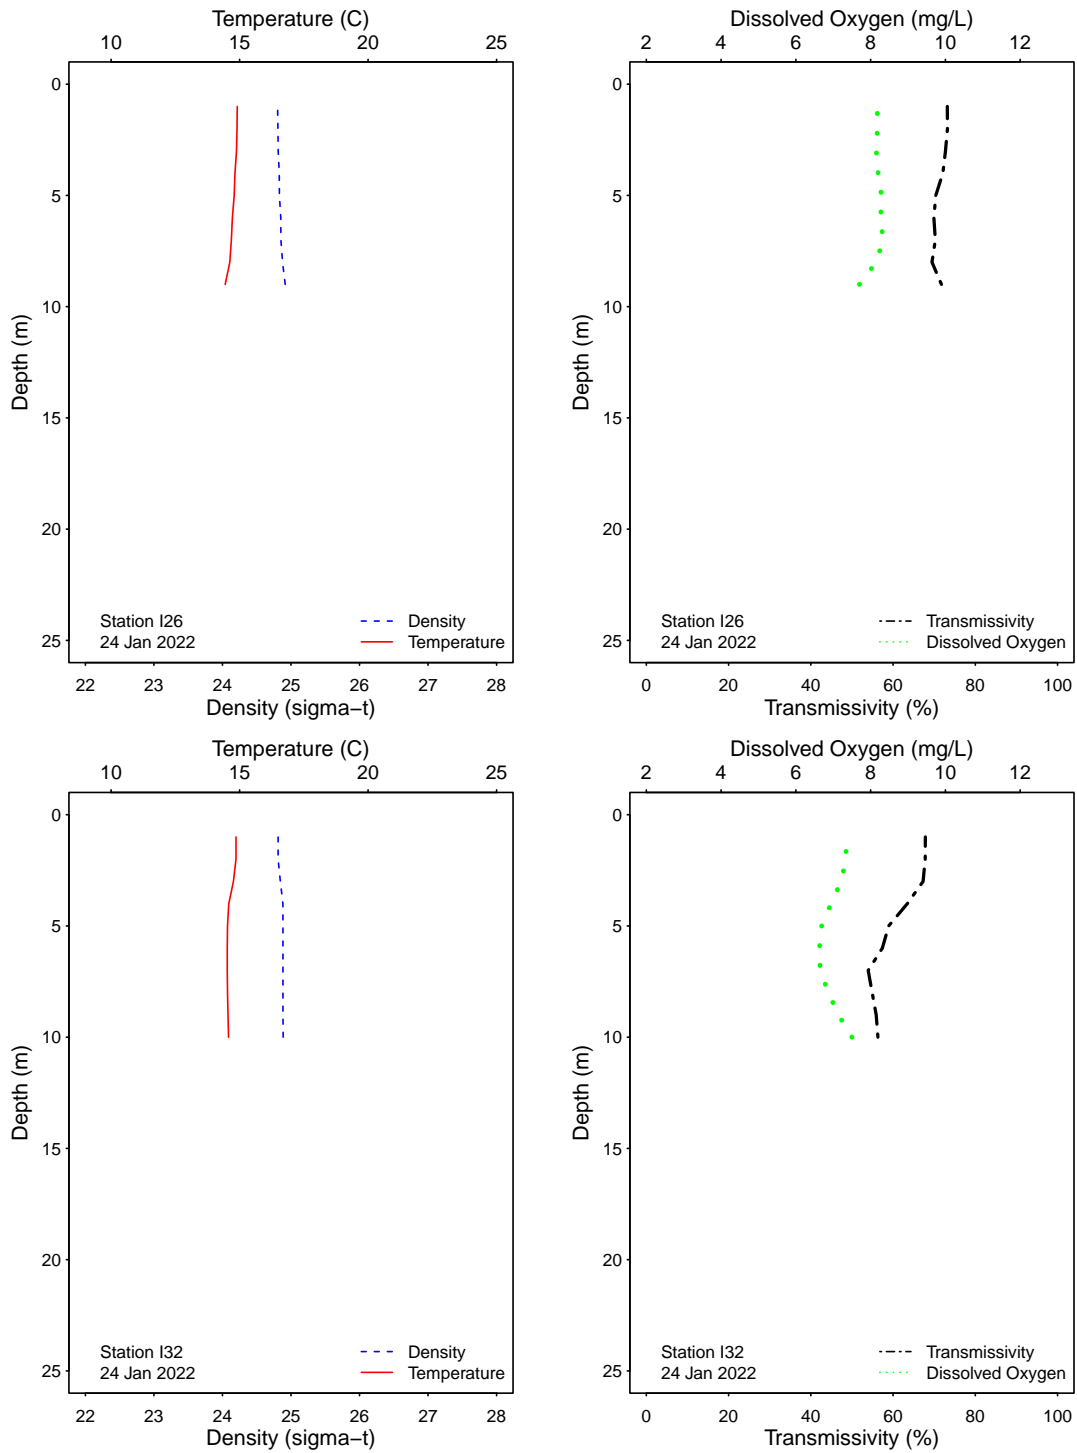 Temperature (C)
10 15 20 25
0
5
10
15
20
25
Depth (m)
Station I26
24 Jan 2022
Density
Temperature
22 23 24 25 26 27 28
Density (sigma−t)
Dissolved Oxygen (mg/L)
2 4 6 8 10 12
0
5
10
15
20
25
Depth (m)
Station I26
24 Jan 2022
Transmissivity
Dissolved Oxygen
0 20 40 60 80 100
Transmissivity (%)
Temperature (C)
10 15 20 25
0
5
10
15
20
25
Depth (m)
Station I32
24 Jan 2022
Density
Temperature
22 23 24 25 26 27 28
Density (sigma−t)
Dissolved Oxygen (mg/L)
2 4 6 8 10 12
0
5
10
15
20
25
Depth (m)
Station I32
24 Jan 2022
Transmissivity
Dissolved Oxygen
0 20 40 60 80 100
Transmissivity (%)